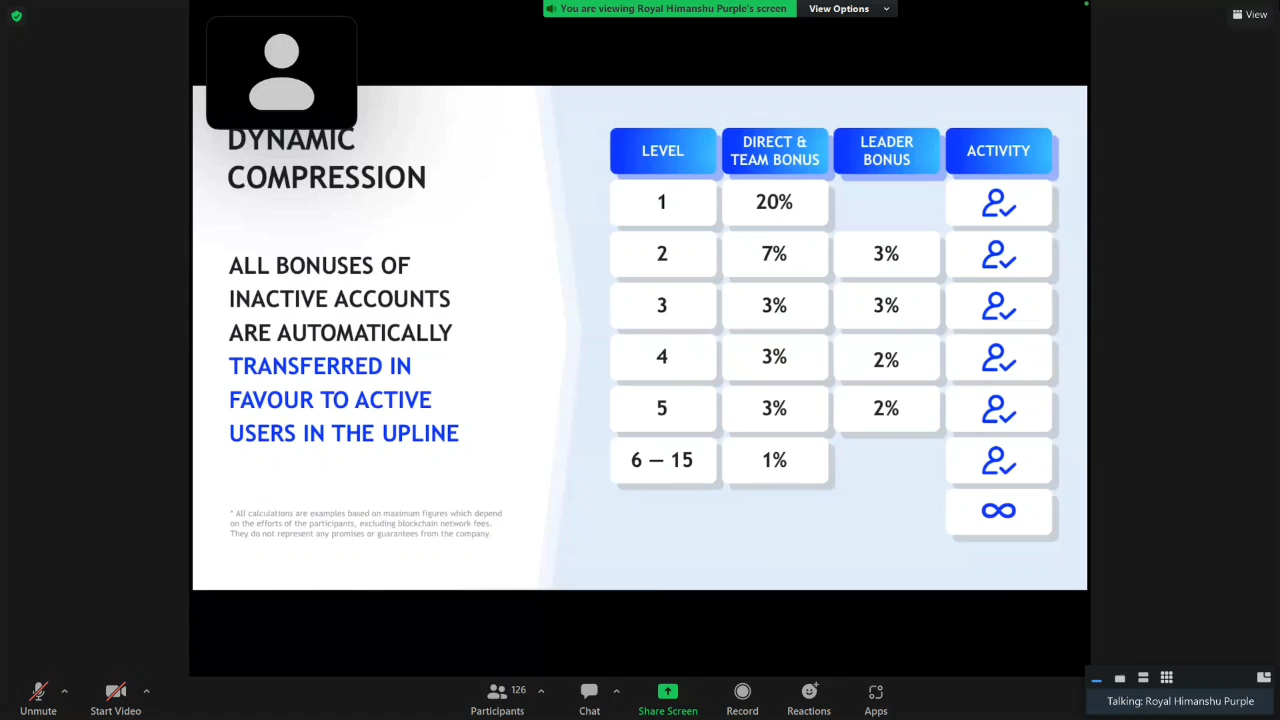 You are viewing Royal Himanshu Purple's screen
View Options
View
DYNAMIC
COMPRESSION
ALL BONUSES OF
INACTIVE ACCOUNTS
ARE AUTOMATICALLY
TRANSFERRED IN
FAVOUR TO ACTIVE
USERS IN THE UPLINE
* All calculations are examples based on maximum figures which depend
on the efforts of the participants, excluding blockchain network fees.
They do not represent any promises or guarantees from the company.
LEVEL DIRECT & TEAM BONUS LEADER BONUS ACTIVITY
1 20%
2 7% 3%
3 3% 3%
4 3% 2%
5 3% 2%
6 — 15 1%
∞
Unmute
Start Video
Participants 126
Chat
Share Screen
Record
Reactions
Apps
Talking: Royal Himanshu Purple